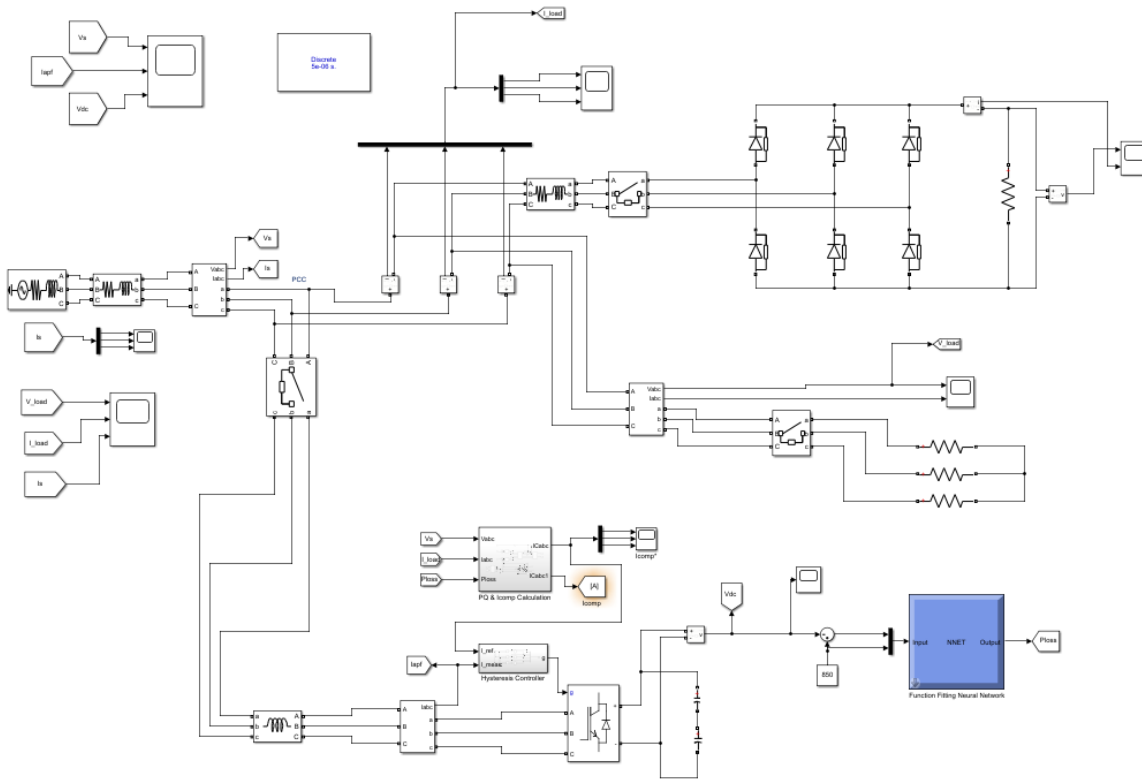 Vs
Iapf
Vdc
Discrete
5e-06 s.
I_load
Vs
Is
PCC
A
B
C
A
B
C
a
b
c
A
B
C
Vabc
Iabc
a
b
c
A
B
C
a
b
c
A
B
C
a
b
c
+
i
-
+
-
v
Is
V_load
I_load
Is
C
B
A
c
b
a
V_load
A
B
C
Vabc
Iabc
a
b
c
A
B
C
a
b
c
Vs
I_load
Ploss
Vabc
Iabc
Ploss
ICabc
ICabc1
PQ & Icomp Calculation
Icomp*
[A]
Icomp
Vdc
+
-
v
850
Input
NNET
Output
Function Fitting Neural Network
Ploss
Iapf
I_ref
I_meas
g
Hysteresis Controller
a
b
c
A
B
C
A
B
C
Iabc
a
b
c
g
A
B
C
+
-